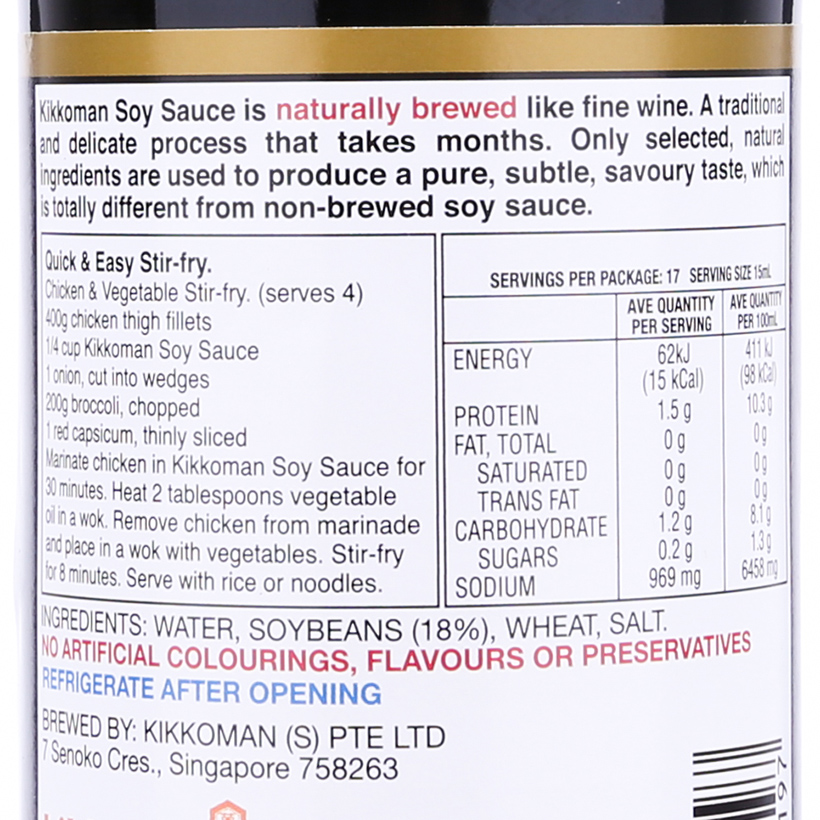 Kikkoman Soy Sauce is naturally brewed like fine wine. A traditional
and delicate process that takes months. Only selected, natural
ingredients are used to produce a pure, subtle, savoury taste, which
is totally different from non-brewed soy sauce.
Quick & Easy Stir-fry.
Chicken & Vegetable Stir-fry. (serves 4)
400g chicken thigh fillets
1/4 cup Kikkoman Soy Sauce
1 onion, cut into wedges
200g broccoli, chopped
1 red capsicum, thinly sliced
Marinate chicken in Kikkoman Soy Sauce for
30 minutes. Heat 2 tablespoons vegetable
oil in a wok. Remove chicken from marinade
and place in a wok with vegetables. Stir-fry
for 8 minutes. Serve with rice or noodles.
SERVINGS PER PACKAGE: 17 SERVING SIZE 15mL
AVE QUANTITY PER SERVING AVE QUANTITY PER 100mL
ENERGY 62kJ 411 kJ
(15 kCal) (98 kCal)
PROTEIN 1.5 g 10.3 g
FAT, TOTAL 0 g 0 g
SATURATED 0 g 0 g
TRANS FAT 0 g 0 g
CARBOHYDRATE 1.2 g 8.1 g
SUGARS 0.2 g 1.3 g
SODIUM 969 mg 6458 mg
INGREDIENTS: WATER, SOYBEANS (18%), WHEAT, SALT.
NO ARTIFICIAL COLOURINGS, FLAVOURS OR PRESERVATIVES
REFRIGERATE AFTER OPENING
BREWED BY: KIKKOMAN (S) PTE LTD
7 Senoko Cres., Singapore 758263